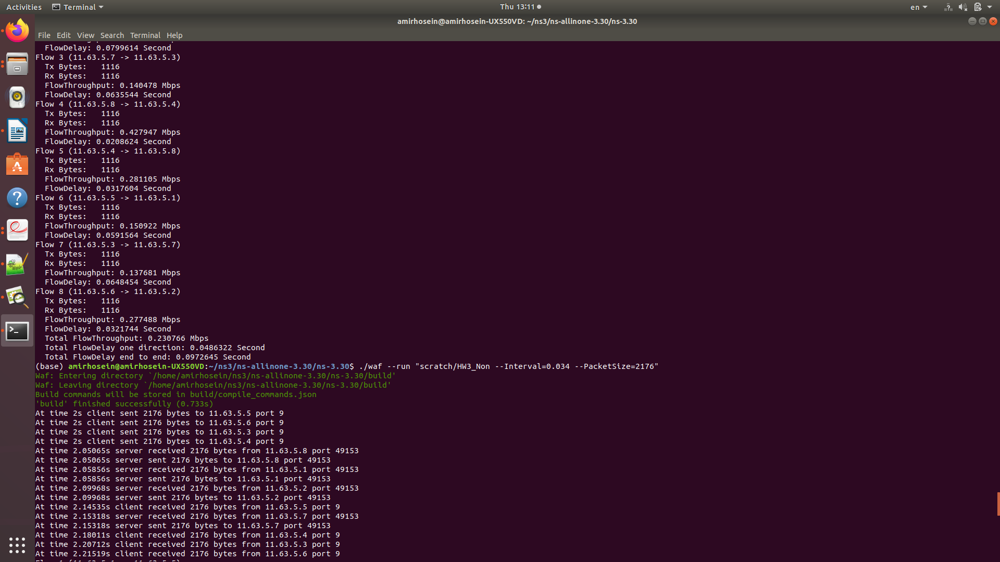 Activities Terminal Thu 13:11 en
amirhosein@amirhosein-UX550VD: ~/ns3/ns-allinone-3.30/ns-3.30
File Edit View Search Terminal Help
FlowDelay: 0.0799614 Second
Flow 3 (11.63.5.7 -> 11.63.5.3)
Tx Bytes: 1116
Rx Bytes: 1116
FlowThroughput: 0.140478 Mbps
FlowDelay: 0.0635544 Second
Flow 4 (11.63.5.8 -> 11.63.5.4)
Tx Bytes: 1116
Rx Bytes: 1116
FlowThroughput: 0.427947 Mbps
FlowDelay: 0.0208624 Second
Flow 5 (11.63.5.4 -> 11.63.5.8)
Tx Bytes: 1116
Rx Bytes: 1116
FlowThroughput: 0.281105 Mbps
FlowDelay: 0.0317604 Second
Flow 6 (11.63.5.5 -> 11.63.5.1)
Tx Bytes: 1116
Rx Bytes: 1116
FlowThroughput: 0.150922 Mbps
FlowDelay: 0.0591564 Second
Flow 7 (11.63.5.3 -> 11.63.5.7)
Tx Bytes: 1116
Rx Bytes: 1116
FlowThroughput: 0.137681 Mbps
FlowDelay: 0.0648454 Second
Flow 8 (11.63.5.6 -> 11.63.5.2)
Tx Bytes: 1116
Rx Bytes: 1116
FlowThroughput: 0.277488 Mbps
FlowDelay: 0.0321744 Second
Total FlowThroughput: 0.230766 Mbps
Total FlowDelay one direction: 0.0486322 Second
Total FlowDelay end to end: 0.0972645 Second
(base) amirhosein@amirhosein-UX550VD:~/ns3/ns-allinone-3.30/ns-3.30$ ./waf --run "scratch/HW3_Non --Interval=0.034 --PacketSize=2176"
Waf: Entering directory `/home/amirhosein/ns3/ns-allinone-3.30/ns-3.30/build'
Waf: Leaving directory `/home/amirhosein/ns3/ns-allinone-3.30/ns-3.30/build'
Build commands will be stored in build/compile_commands.json
'build' finished successfully (0.733s)
At time 2s client sent 2176 bytes to 11.63.5.5 port 9
At time 2s client sent 2176 bytes to 11.63.5.6 port 9
At time 2s client sent 2176 bytes to 11.63.5.3 port 9
At time 2s client sent 2176 bytes to 11.63.5.4 port 9
At time 2.05065s server received 2176 bytes from 11.63.5.8 port 49153
At time 2.05065s server sent 2176 bytes to 11.63.5.8 port 49153
At time 2.05856s server received 2176 bytes from 11.63.5.1 port 49153
At time 2.05856s server sent 2176 bytes to 11.63.5.1 port 49153
At time 2.09968s server received 2176 bytes from 11.63.5.2 port 49153
At time 2.09968s server sent 2176 bytes to 11.63.5.2 port 49153
At time 2.14535s client received 2176 bytes from 11.63.5.5 port 9
At time 2.15318s server received 2176 bytes from 11.63.5.7 port 49153
At time 2.15318s server sent 2176 bytes to 11.63.5.7 port 49153
At time 2.18011s client received 2176 bytes from 11.63.5.4 port 9
At time 2.20712s client received 2176 bytes from 11.63.5.3 port 9
At time 2.21519s client received 2176 bytes from 11.63.5.6 port 9